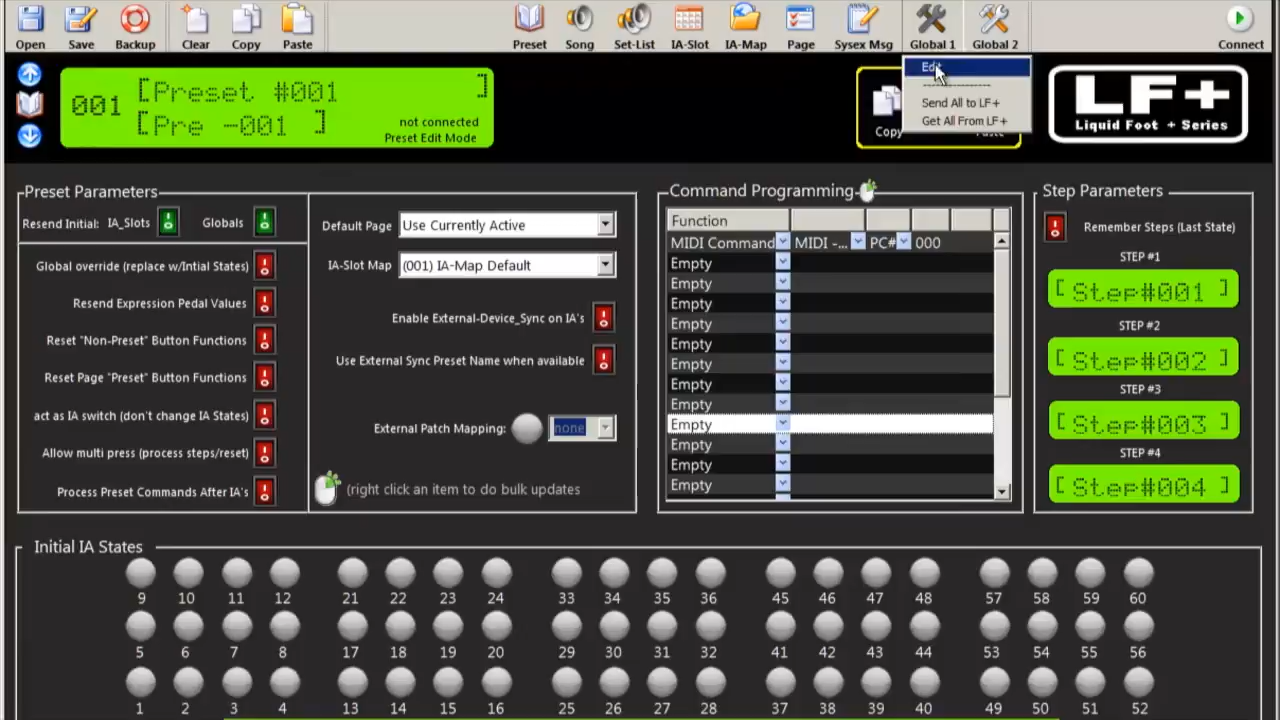 Open Save Backup Clear Copy Paste Preset Song Set-List IA-Slot IA-Map Page Sysex Msg Global 1 Global 2 Connect
Edit
--------------------
Send All to LF+
Get All From LF+
001 [Preset #001 ]
[Pre -001 ]
not connected
Preset Edit Mode
Copy Paste
LF+
Liquid Foot + Series
Preset Parameters
Resend Initial: IA_Slots Globals
Global override (replace w/Intial States)
Resend Expression Pedal Values
Reset "Non-Preset" Button Functions
Reset Page "Preset" Button Functions
act as IA switch (don't change IA States)
Allow multi press (process steps/reset)
Process Preset Commands After IA's
Default Page Use Currently Active
IA-Slot Map (001) IA-Map Default
Enable External-Device_Sync on IA's
Use External Sync Preset Name when available
External Patch Mapping: none
(right click an item to do bulk updates
Command Programming
Function
MIDI Command MIDI -... PC# 000
Empty
Empty
Empty
Empty
Empty
Empty
Empty
Empty
Empty
Empty
Empty
Empty
Step Parameters
Remember Steps (Last State)
STEP #1
[Step#001 ]
STEP #2
[Step#002 ]
STEP #3
[Step#003 ]
STEP #4
[Step#004 ]
Initial IA States
9 10 11 12 21 22 23 24 33 34 35 36 45 46 47 48 57 58 59 60
5 6 7 8 17 18 19 20 29 30 31 32 41 42 43 44 53 54 55 56
1 2 3 4 13 14 15 16 25 26 27 28 37 38 39 40 49 50 51 52